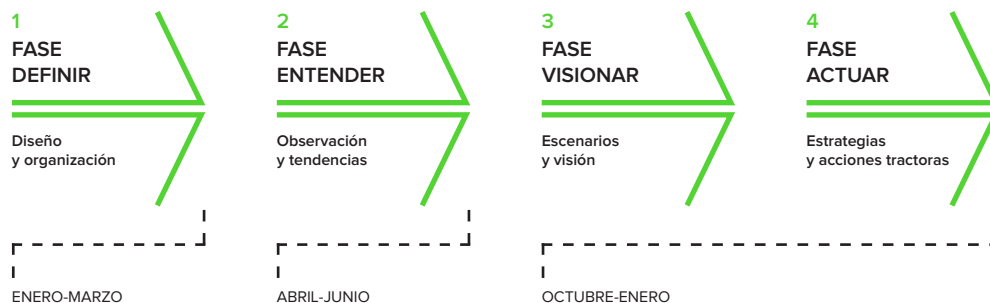 1
FASE
DEFINIR
Diseño
y organización
ENERO-MARZO
2
FASE
ENTENDER
Observación
y tendencias
ABRIL-JUNIO
3
FASE
VISIONAR
Escenarios
y visión
4
FASE
ACTUAR
Estrategias
y acciones tractoras
OCTUBRE-ENERO